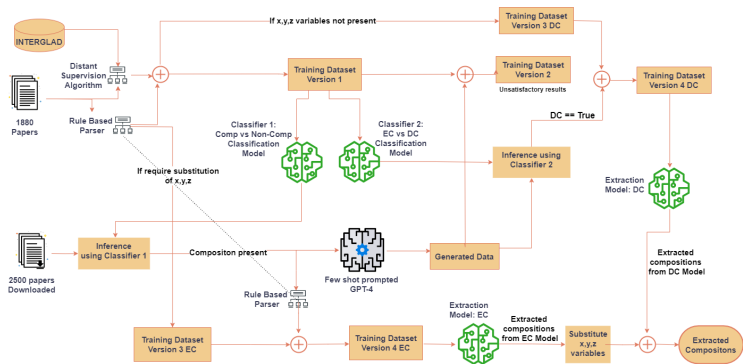 INTERGLAD
If x,y,z variables not present
Training Dataset
Version 3 DC
Distant
Supervision
Algorithm
Training Dataset
Version 1
Training Dataset
Version 2
Unsatisfactory results
Training Dataset
Version 4 DC
1880
Papers
Rule Based
Parser
Classifier 1:
Comp vs Non-Comp
Classification
Model
Classifier 2:
EC vs DC
Classification
Model
DC == True
Inference using
Classifier 2
If require substitution
of x,y,z
Extraction
Model: DC
2500 papers
Downloaded
Inference
using Classifier 1
Compositon present
Few shot prompted
GPT-4
Generated Data
Extracted
compositions
from DC Model
Rule Based
Parser
Training Dataset
Version 3 EC
Training Dataset
Version 4 EC
Extraction
Model: EC
Extracted
compositions
from EC Model
Substitute
x,y,z
variables
Extracted
Compositons